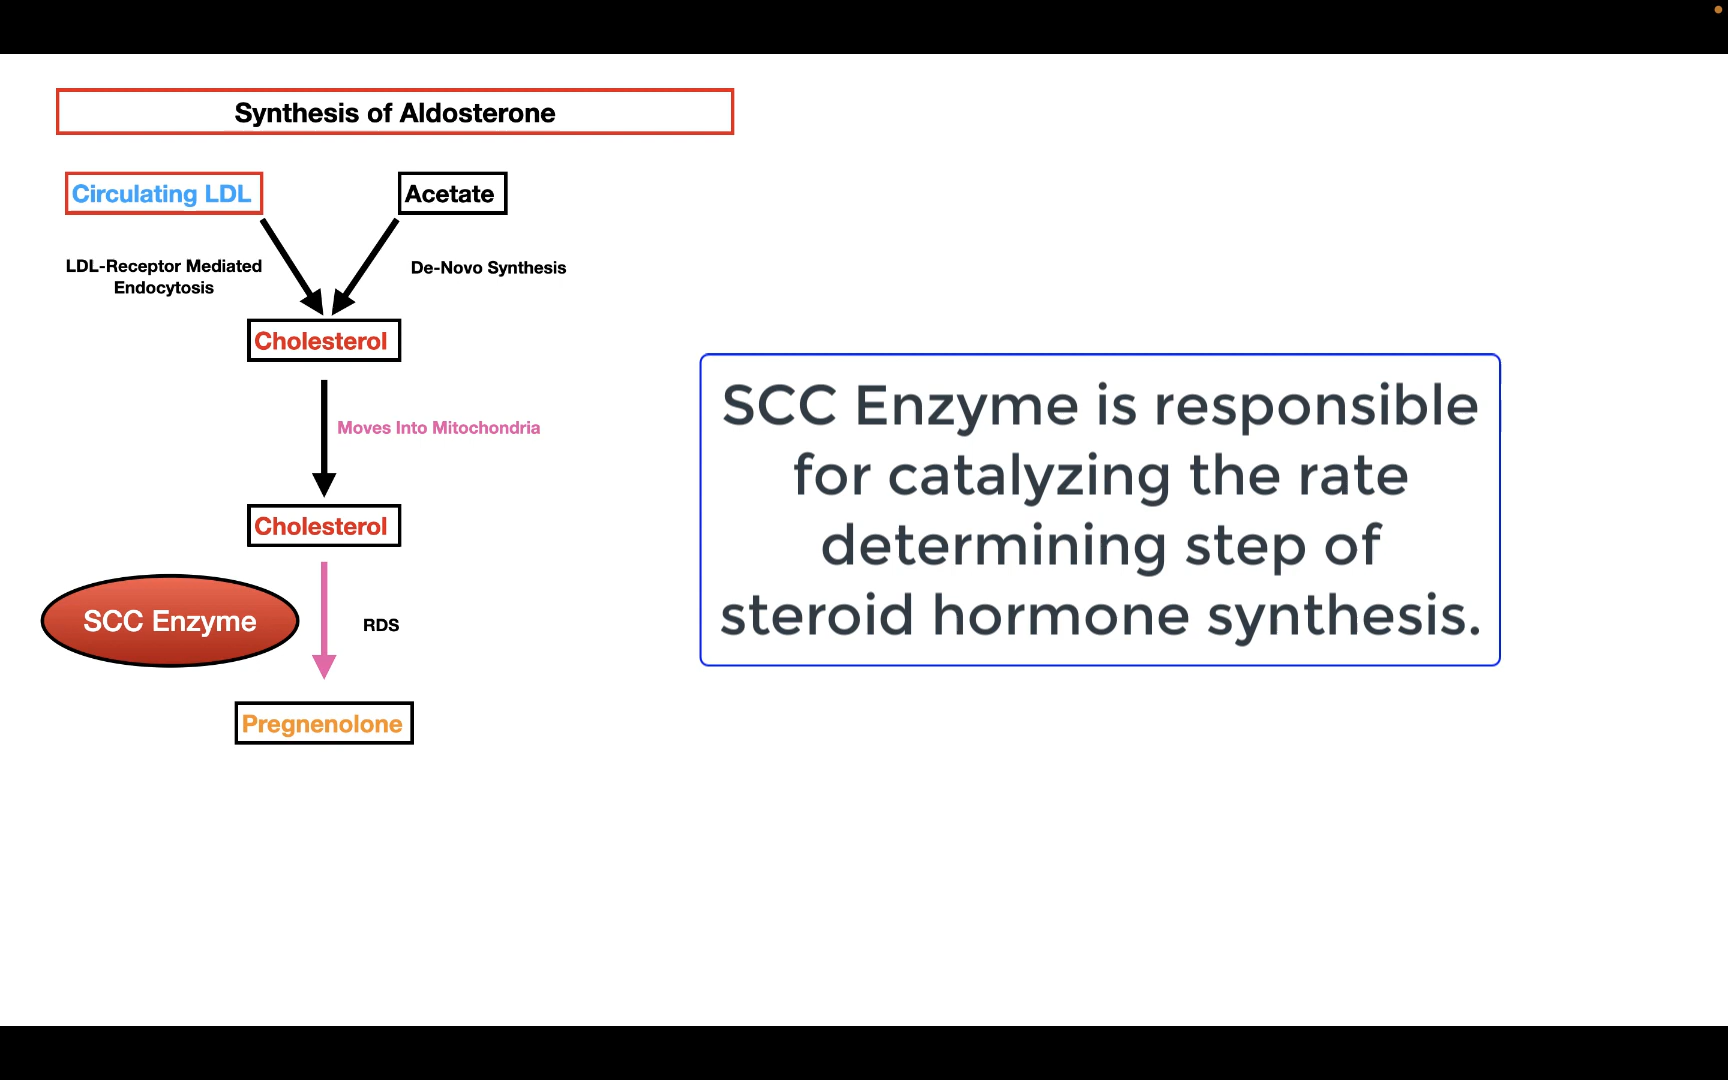 Synthesis of Aldosterone
Circulating LDL
Acetate
LDL-Receptor Mediated
Endocytosis
De-Novo Synthesis
Cholesterol
Moves Into Mitochondria
Cholesterol
SCC Enzyme
RDS
Pregnenolone
SCC Enzyme is responsible
for catalyzing the rate
determining step of
steroid hormone synthesis.